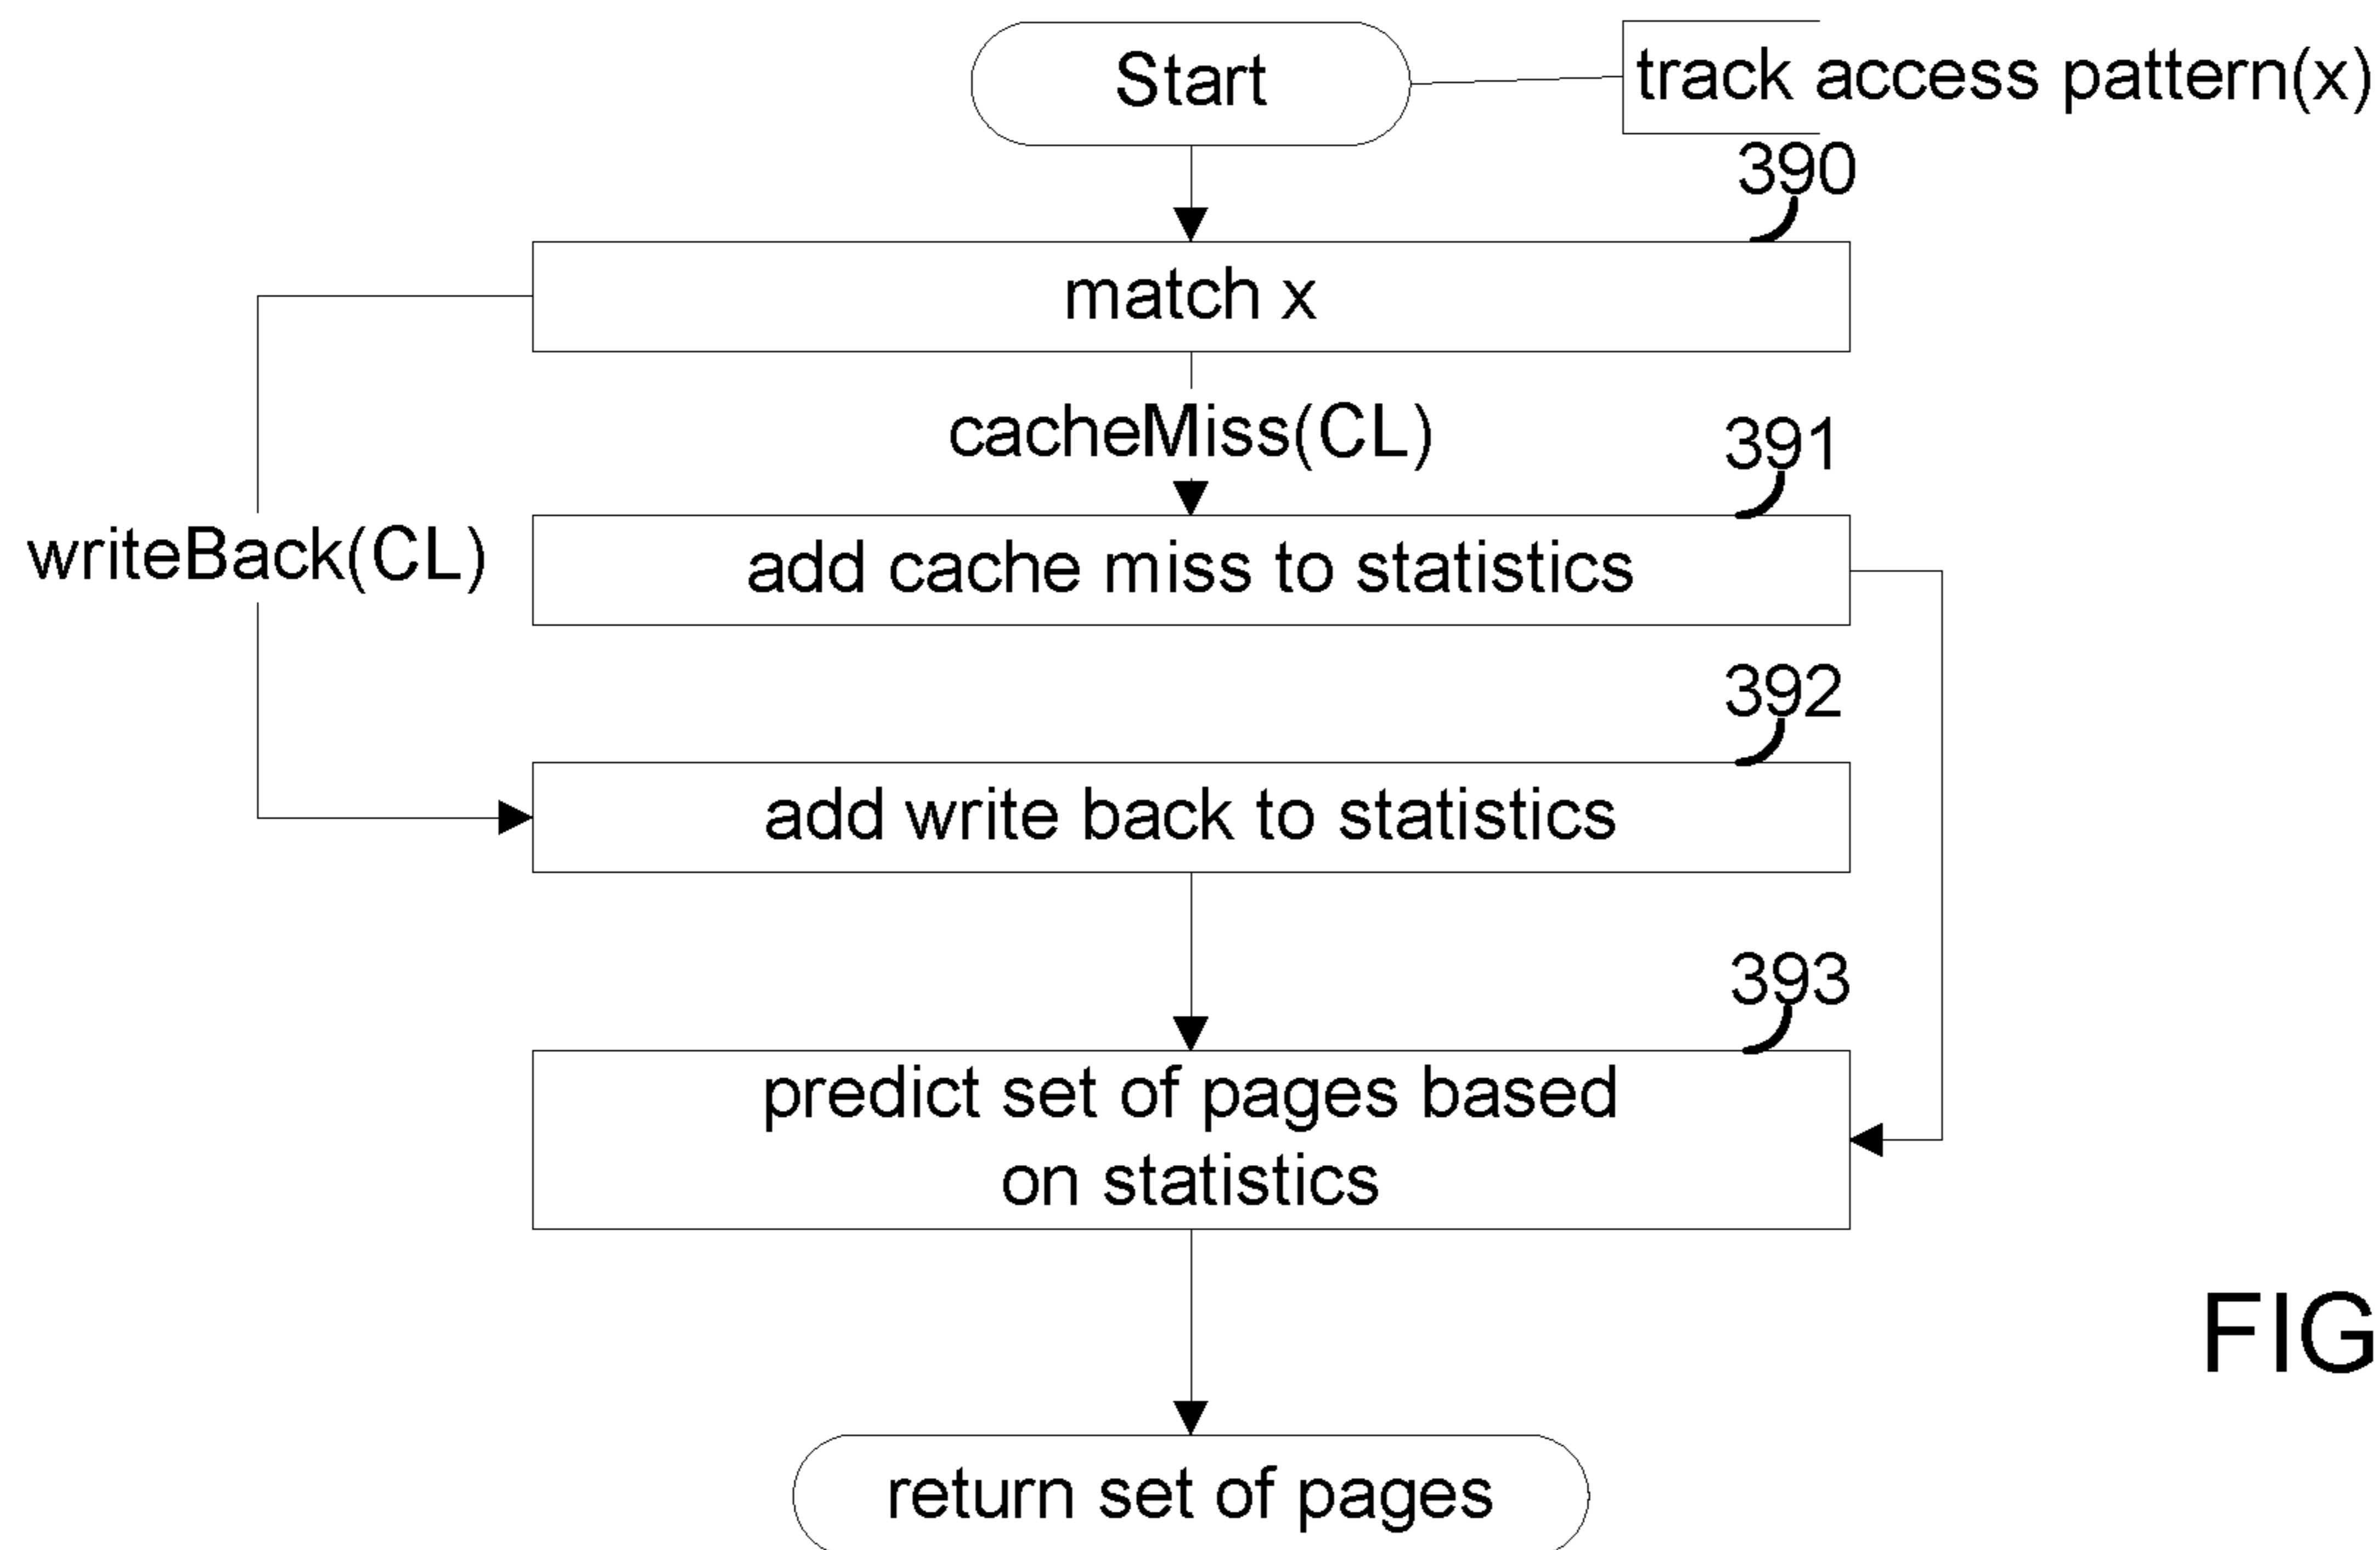 Start
track access pattern(x)
390
match x
cacheMiss(CL)
391
writeBack(CL)
add cache miss to statistics
392
add write back to statistics
393
predict set of pages based
on statistics
FIG
return set of pages